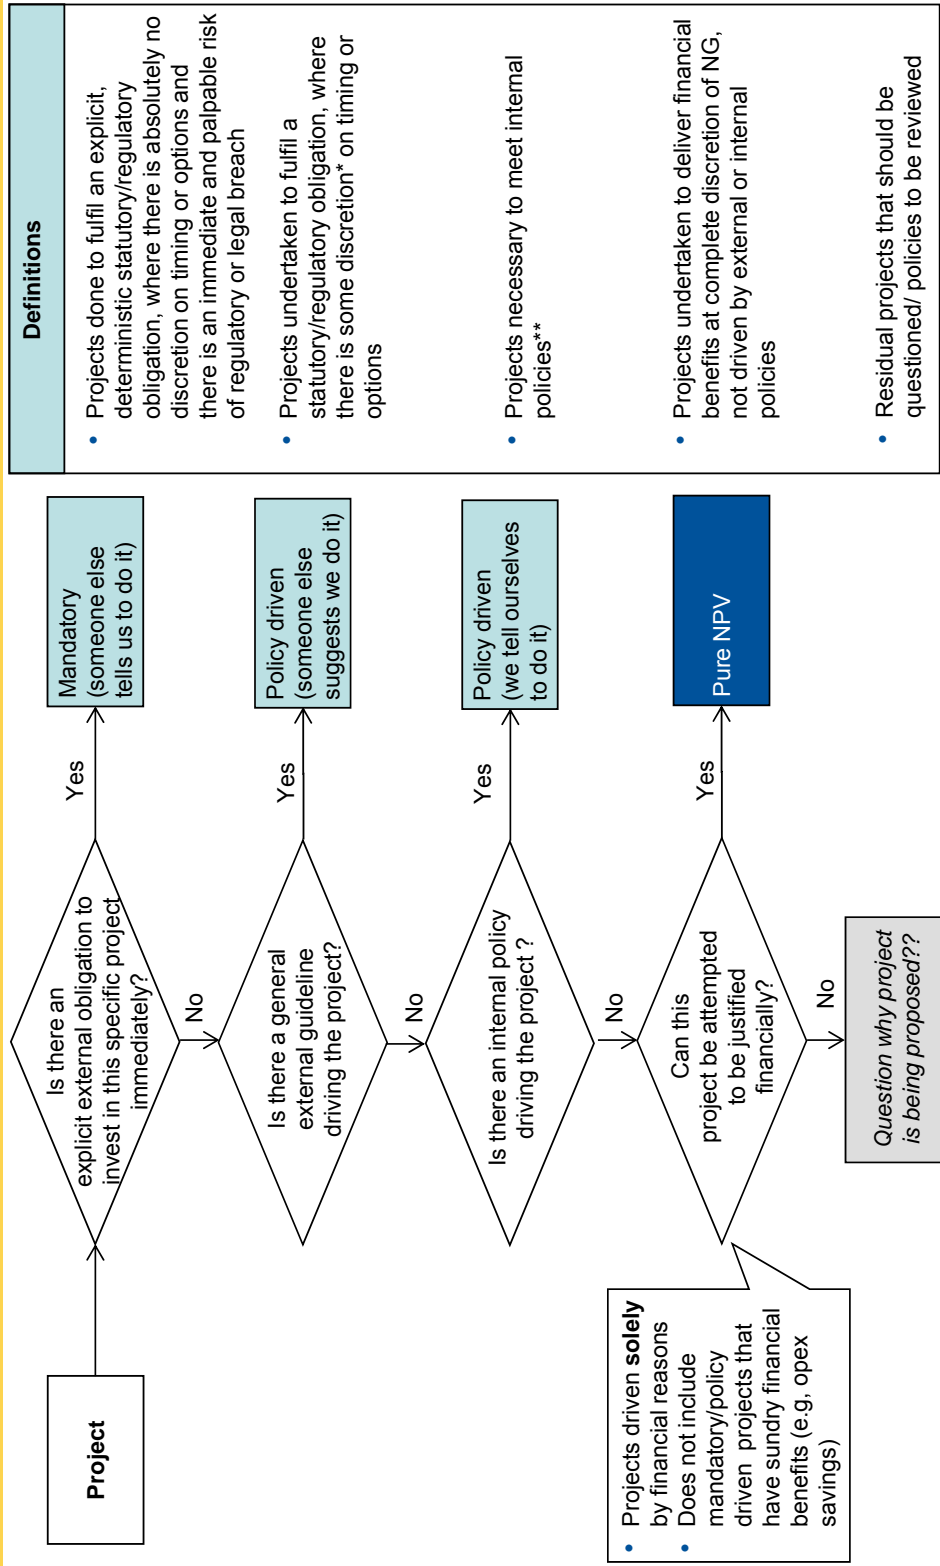 Project
Is there an
explicit external obligation to
invest in this specific project
immediately?
Yes
Mandatory
(someone else
tells us to do it)
No
Is there a general
external guideline
driving the project?
Yes
Policy driven
(someone else
suggests we do it)
No
Is there an internal policy
driving the project ?
Yes
Policy driven
(we tell ourselves
to do it)
No
Can this
project be attempted
to be justified
financially?
Yes
Pure NPV
No
Question why project
is being proposed??
• Projects driven solely
by financial reasons
• Does not include
mandatory/policy
driven projects that
have sundry financial
benefits (e.g, opex
savings)
Definitions
• Projects done to fulfil an explicit,
deterministic statutory/regulatory
obligation, where there is absolutely no
discretion on timing or options and
there is an immediate and palpable risk
of regulatory or legal breach
• Projects undertaken to fulfil a
statutory/regulatory obligation, where
there is some discretion* on timing or
options
• Projects necessary to meet internal
policies**
• Projects undertaken to deliver financial
benefits at complete discretion of NG,
not driven by external or internal
policies
• Residual projects that should be
questioned/ policies to be reviewed